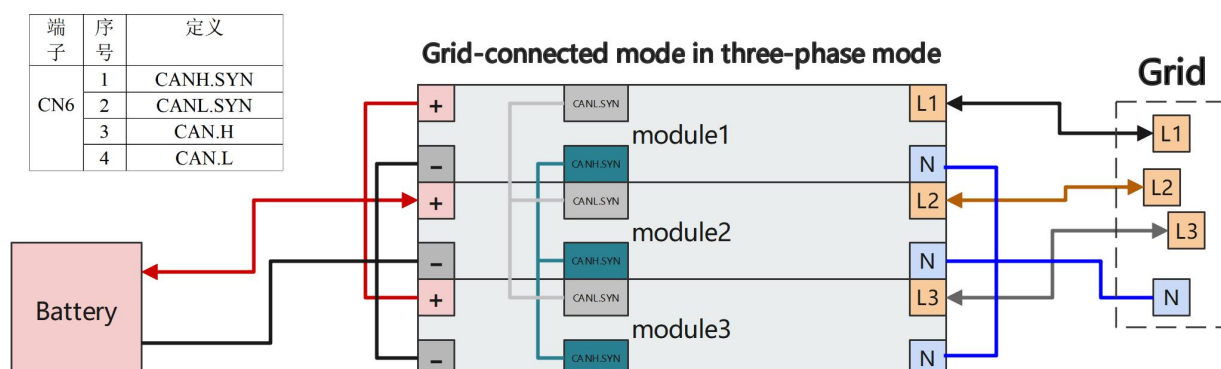 端子 序号 定义
CN6 1 CANH.SYN
2 CANL.SYN
3 CAN.H
4 CAN.L
Grid-connected mode in three-phase mode
Grid
+ CANL.SYN L1
module1
L1
− CANH.SYN N
+ CANL.SYN L2
L2
module2
L3
− CANH.SYN N
+ CANL.SYN L3
N
Battery
module3
− CANH.SYN N